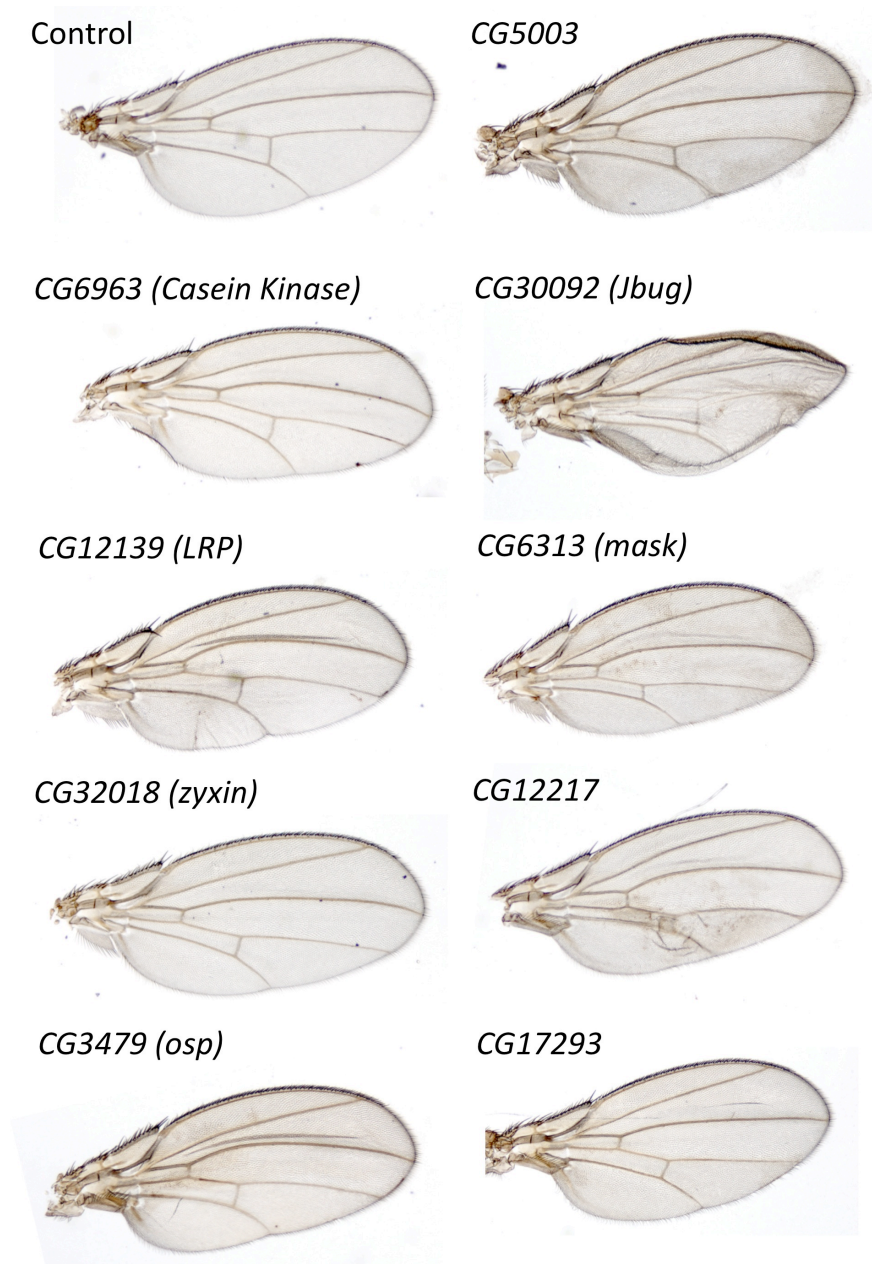 Control
CG5003
CG6963 (Casein Kinase)
CG30092 (Jbug)
CG12139 (LRP)
CG6313 (mask)
CG32018 (zyxin)
CG12217
CG3479 (osp)
CG17293